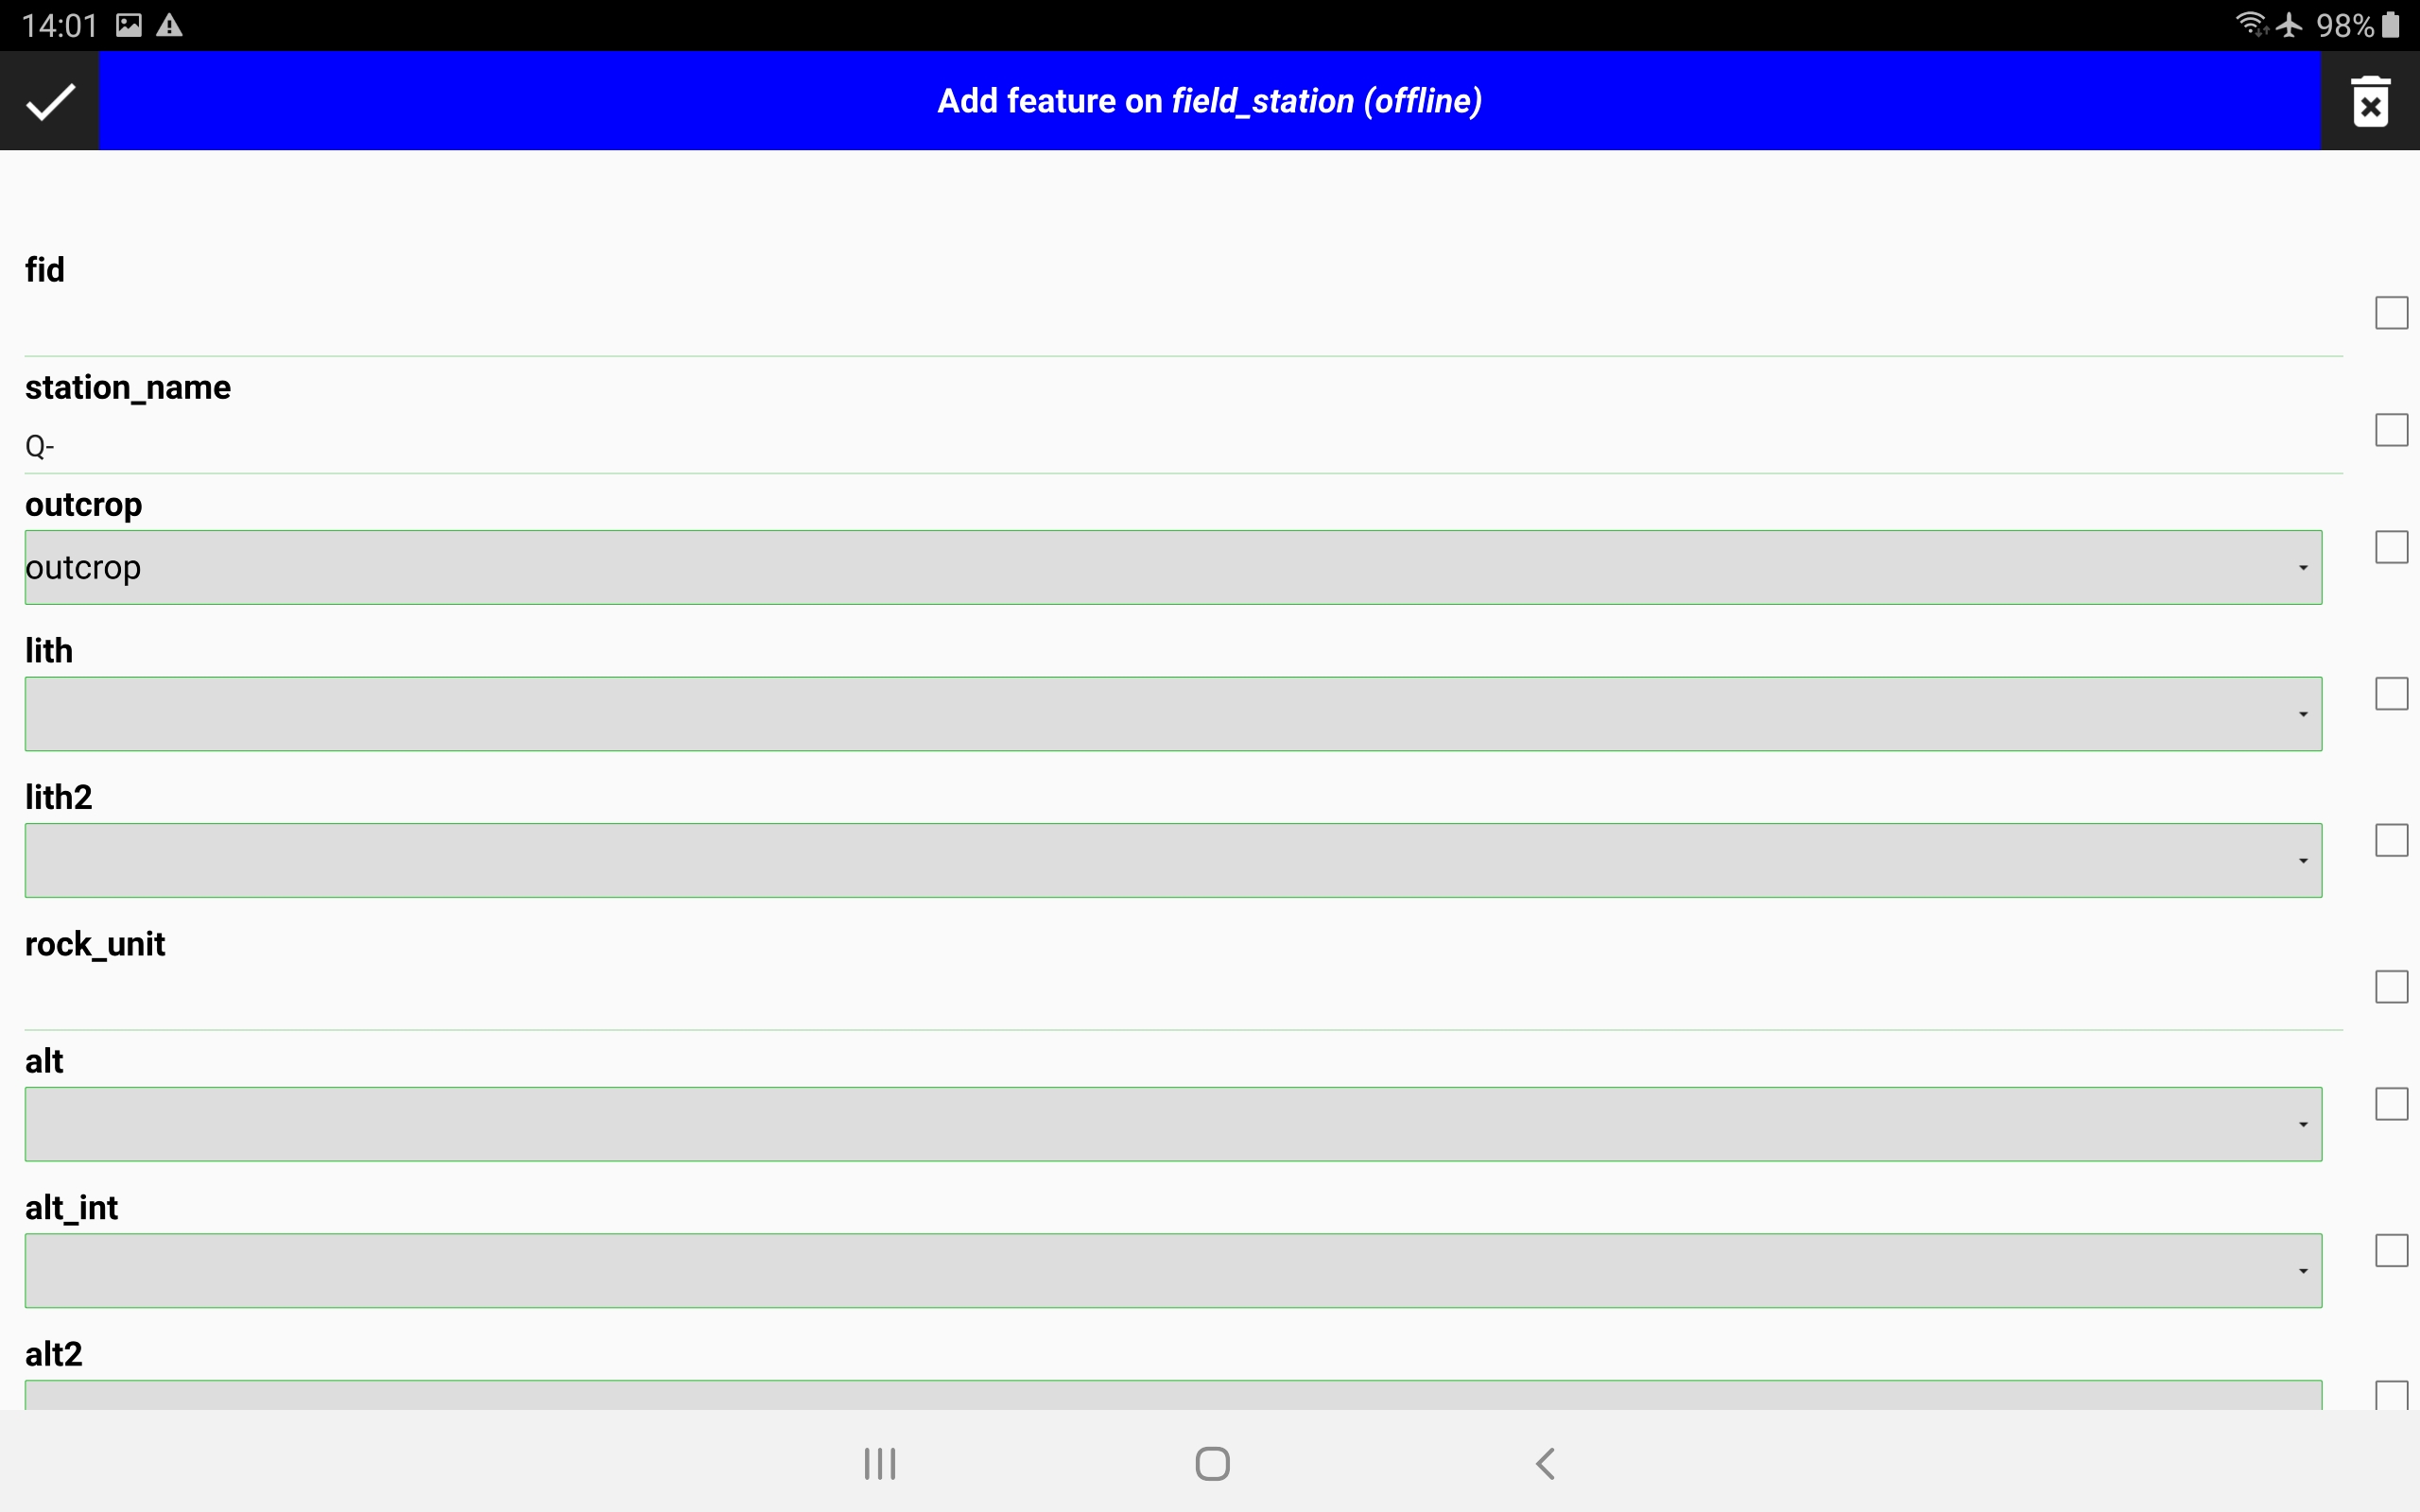 14:01 98%
Add feature on field_station (offline)
fid
station_name
Q-
outcrop
outcrop
lith
lith2
rock_unit
alt
alt_int
alt2